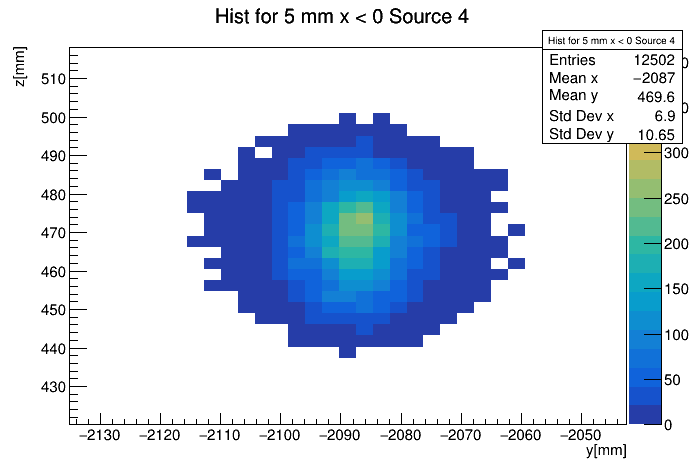 Hist for 5 mm x < 0 Source 4
z[mm]
Hist for 5 mm x < 0 Source 4
Entries 12502
Mean x −2087
Mean y 469.6
Std Dev x 6.9
Std Dev y 10.65
510
500
490
480
470
460
450
440
430
300
250
200
150
100
50
0
−2130 −2120 −2110 −2100 −2090 −2080 −2070 −2060 −2050
y[mm]